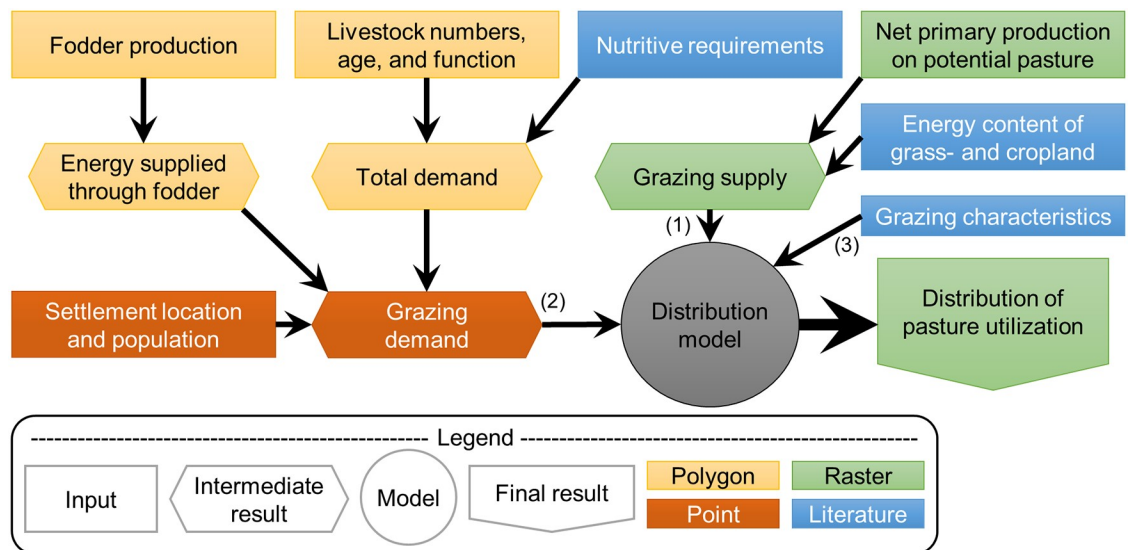 Fodder production
Livestock numbers,
age, and function
Nutritive requirements
Net primary production
on potential pasture
Energy supplied
through fodder
Total demand
Grazing supply
Energy content of
grass- and cropland
Grazing characteristics
(1)
(3)
Settlement location
and population
Grazing
demand
(2)
Distribution
model
Distribution of
pasture utilization
Legend
Input
Intermediate
result
Model
Final result
Polygon
Raster
Point
Literature